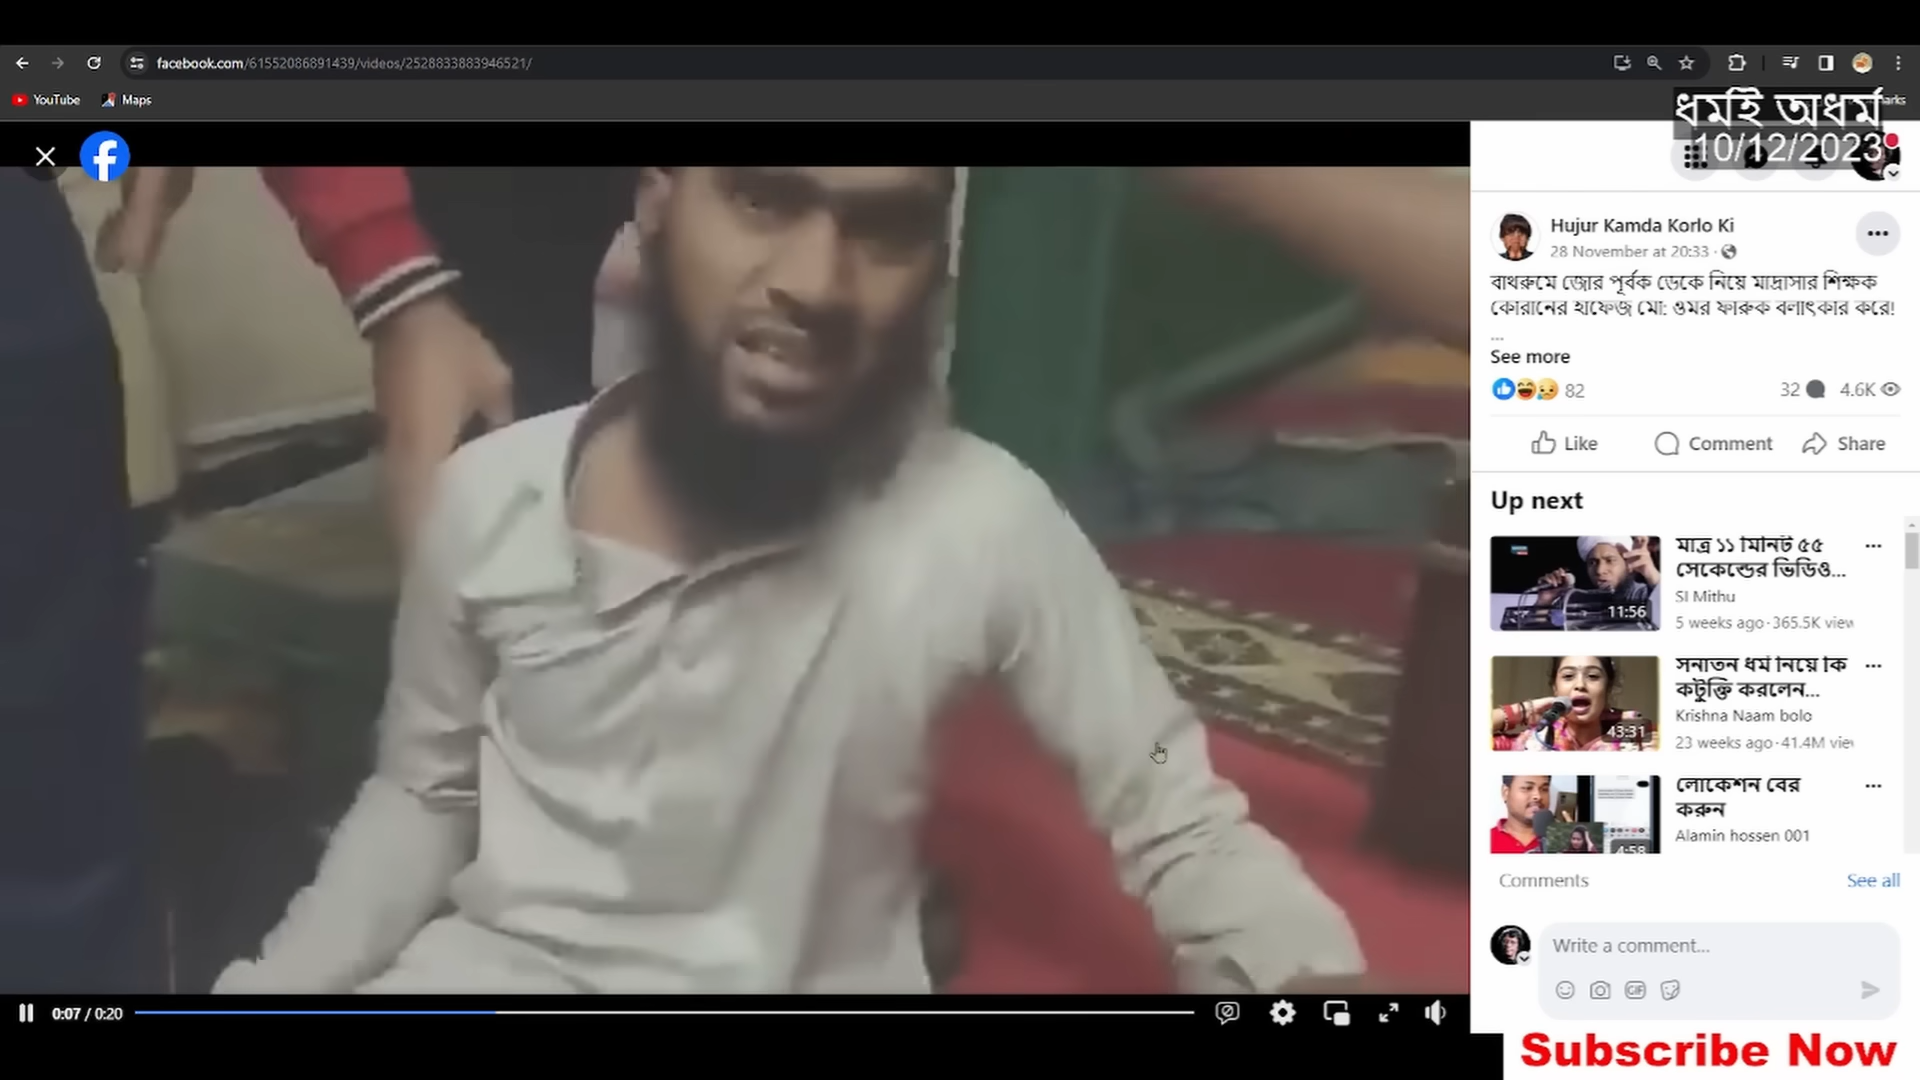 facebook.com/61552086891439/videos/2528833883946521/
YouTube
Maps
ধর্মই অধর্ম
10/12/2023
Hujur Kamda Korlo Ki
28 November at 20:33 ·
বাথরুমে জোর পূর্বক ডেকে নিয়ে মাদ্রাসার শিক্ষক
কোরানের হাফেজ মো: ওমর ফারুক বলাৎকার করে!
...
See more
82
32
4.6K
Like
Comment
Share
Up next
মাত্র ১১ মিনিট ৫৫
সেকেন্ডের ভিডিও...
SI Mithu
5 weeks ago · 365.5K view
11:56
সনাতন ধর্ম নিয়ে কি
কটুক্তি করলেন...
Krishna Naam bolo
23 weeks ago · 41.4M vie
43:31
লোকেশন বের
করুন
Alamin hossen 001
4:58
Comments
See all
Write a comment...
GIF
0:07 / 0:20
Subscribe Now